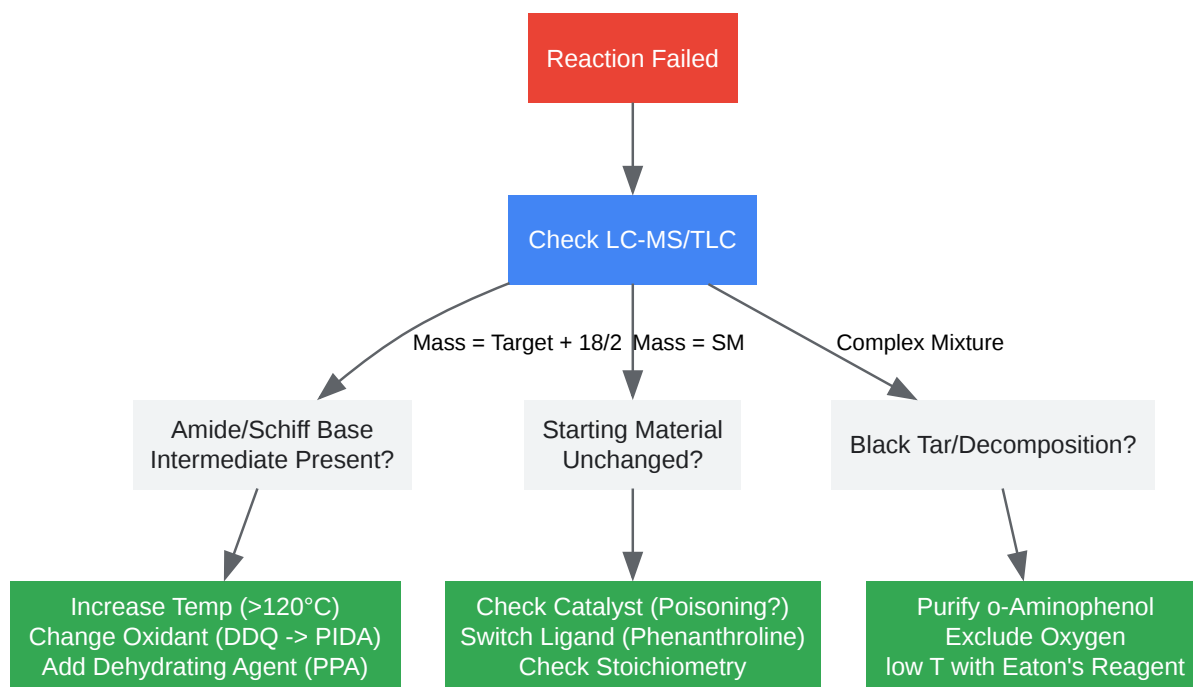 Reaction Failed
Check LC-MS/TLC
Mass = Target + 18/2
Mass = SM
Complex Mixture
Amide/Schiff Base
Intermediate Present?
Starting Material
Unchanged?
Black Tar/Decomposition?
Increase Temp (>120°C)
Change Oxidant (DDQ -> PIDA)
Add Dehydrating Agent (PPA)
Check Catalyst (Poisoning?)
Switch Ligand (Phenanthroline)
Check Stoichiometry
Purify o-Aminophenol
Exclude Oxygen
low T with Eaton's Reagent